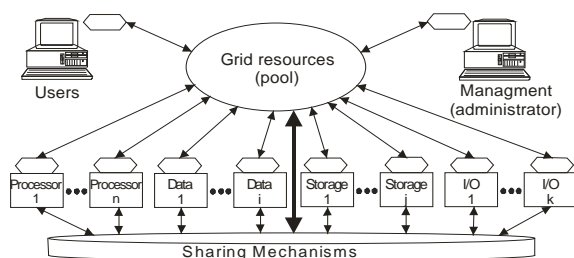 Grid resources
(pool)
Users
Managment
(administrator)
Processor
1
Processor
n
Data
1
Data
i
Storage
1
Storage
j
I/O
1
I/O
k
Sharing Mechanisms